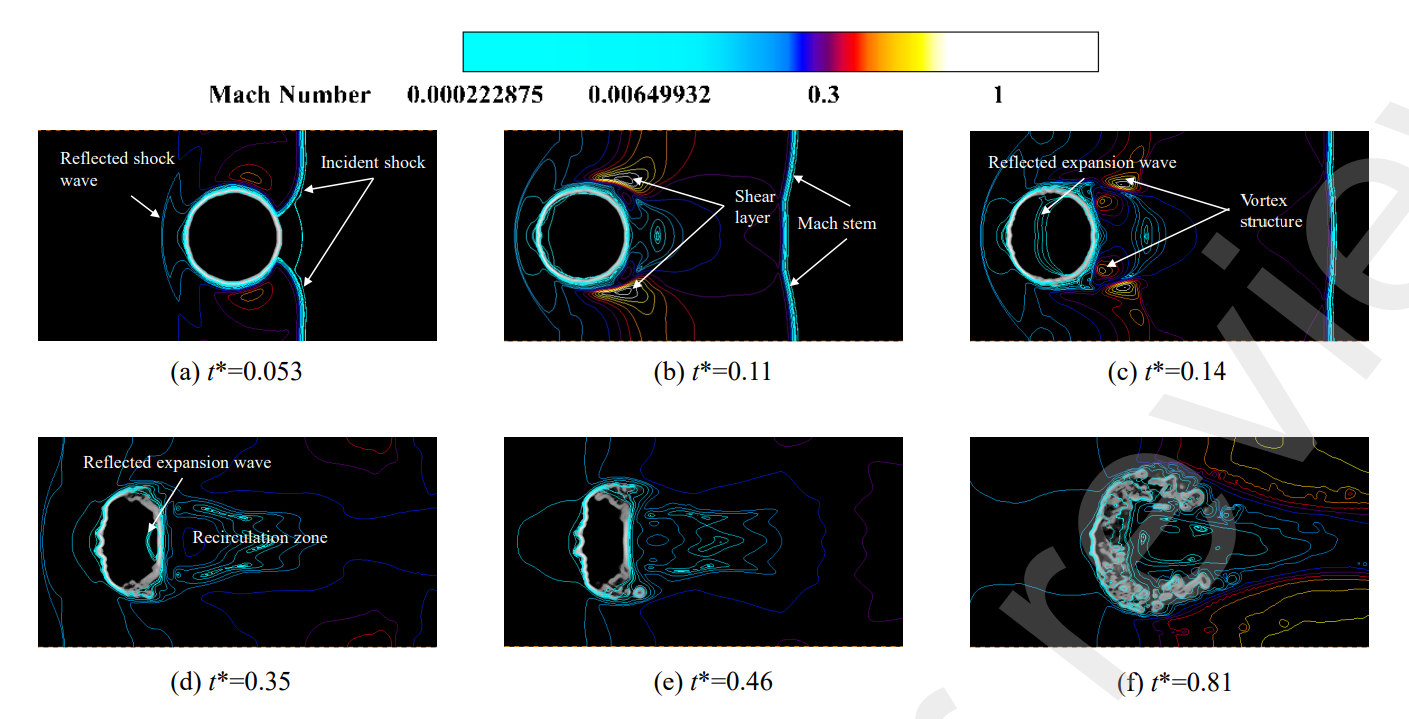 Mach Number 0.000222875 0.00649932 0.3 1
Reflected shock
wave
Incident shock
(a) t*=0.053
Shear
layer
Mach stem
(b) t*=0.11
Reflected expansion wave
Vortex
structure
(c) t*=0.14
Reflected expansion wave
Recirculation zone
(d) t*=0.35
(e) t*=0.46
(f) t*=0.81